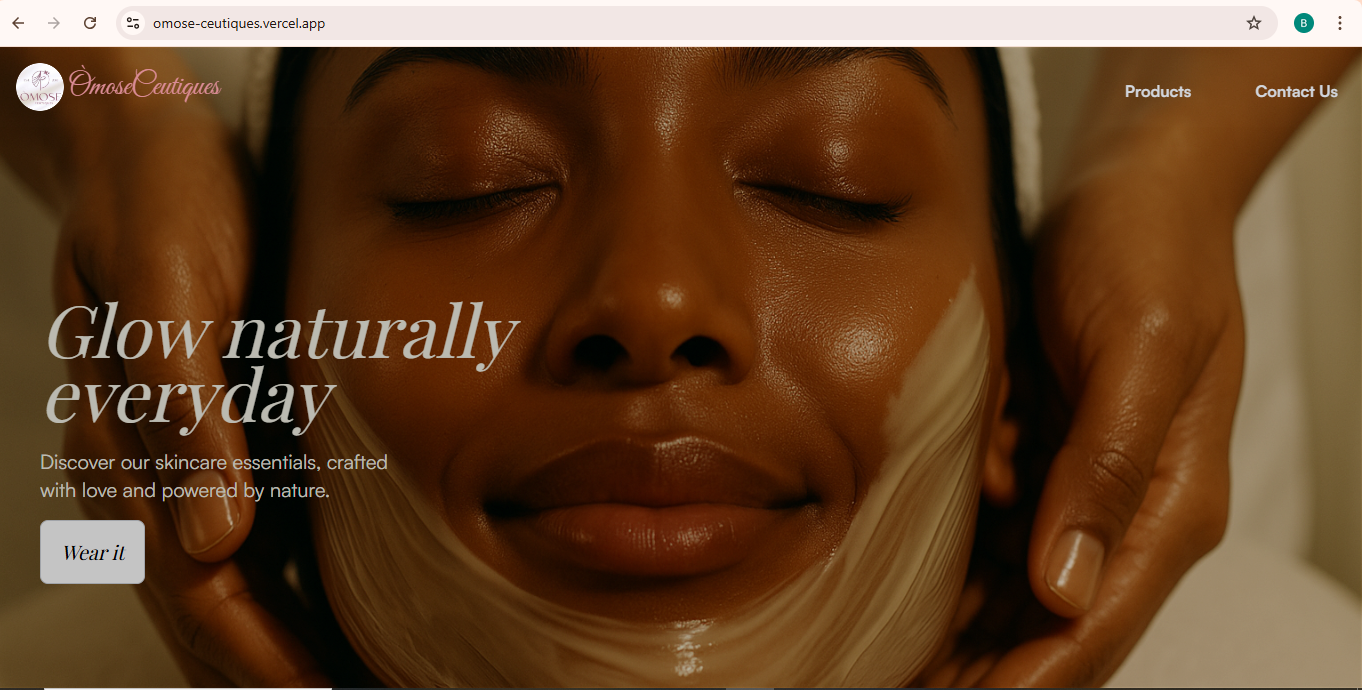 omose-ceutiques.vercel.app
B
OMOSE
ÒmoseCeutiques
Products
Contact Us
Glow naturally
everyday
Discover our skincare essentials, crafted
with love and powered by nature.
Wear it